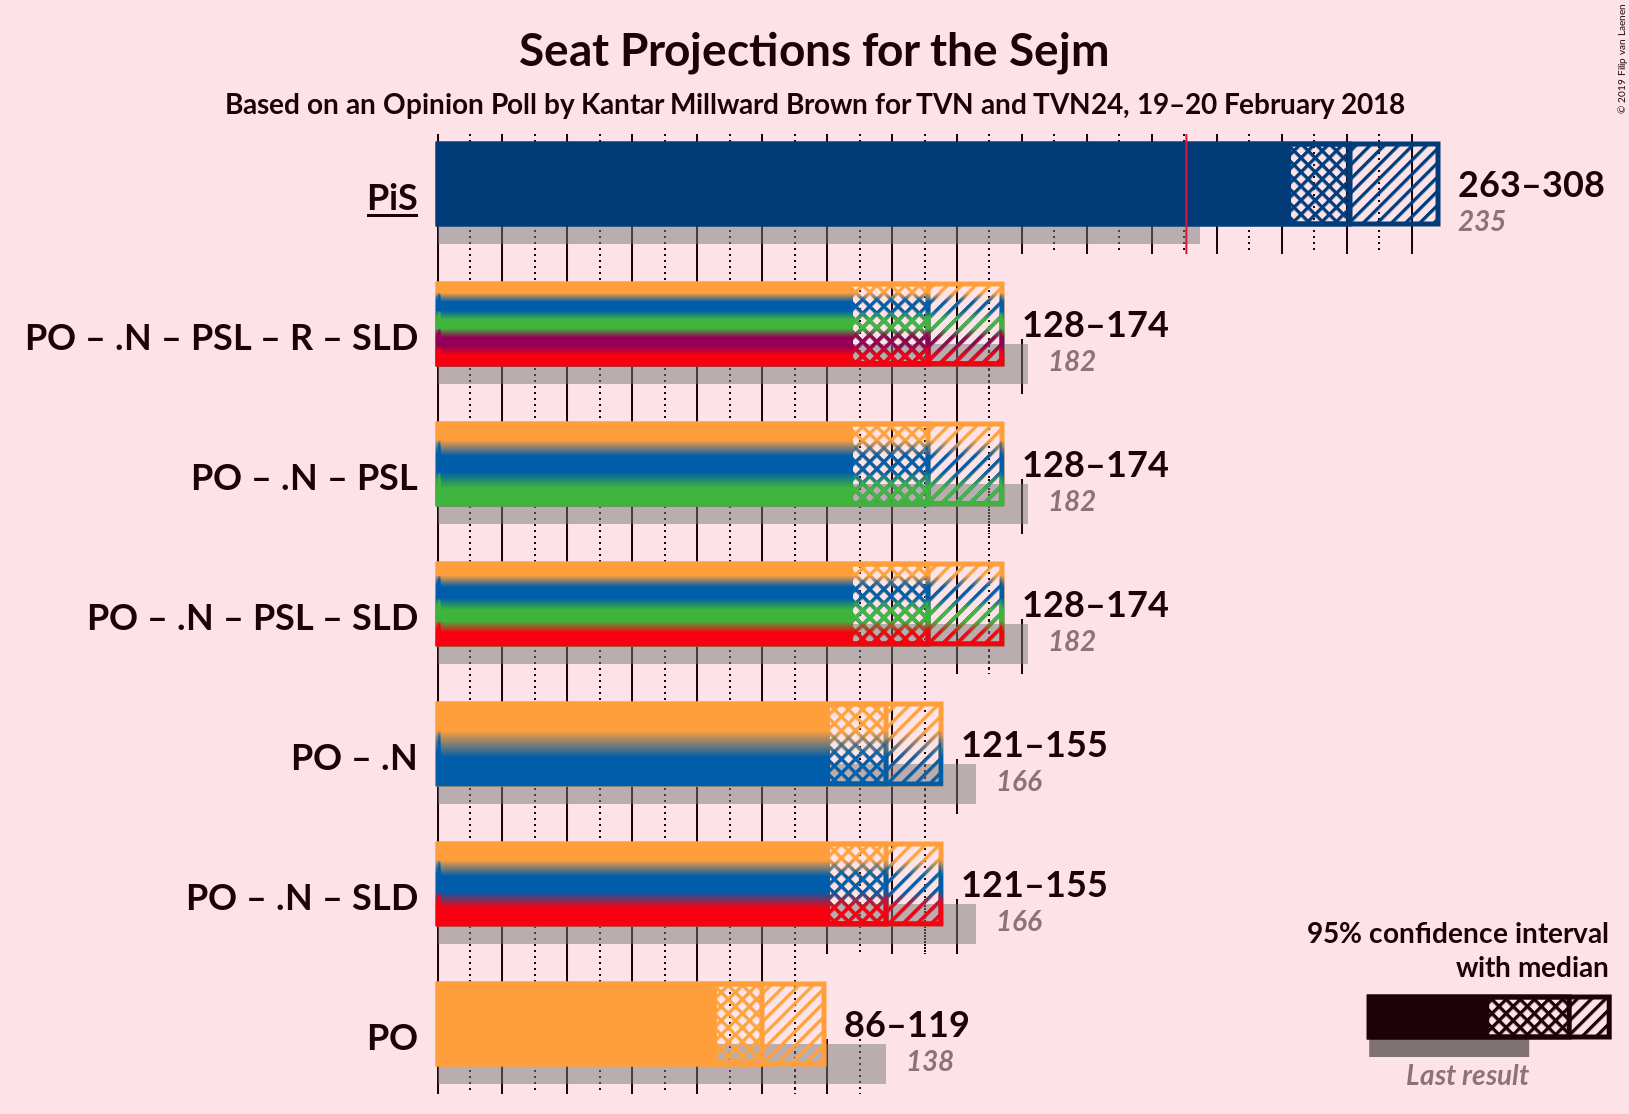 Seat Projections for the Sejm
Based on an Opinion Poll by Kantar Millward Brown for TVN and TVN24, 19–20 February 2018
© 2019 Filip van Laenen
PiS
263–308
235
PO – .N – PSL – R – SLD
128–174
182
PO – .N – PSL
128–174
182
PO – .N – PSL – SLD
128–174
182
PO – .N
121–155
166
PO – .N – SLD
121–155
166
PO
86–119
138
95% confidence interval
with median
Last result